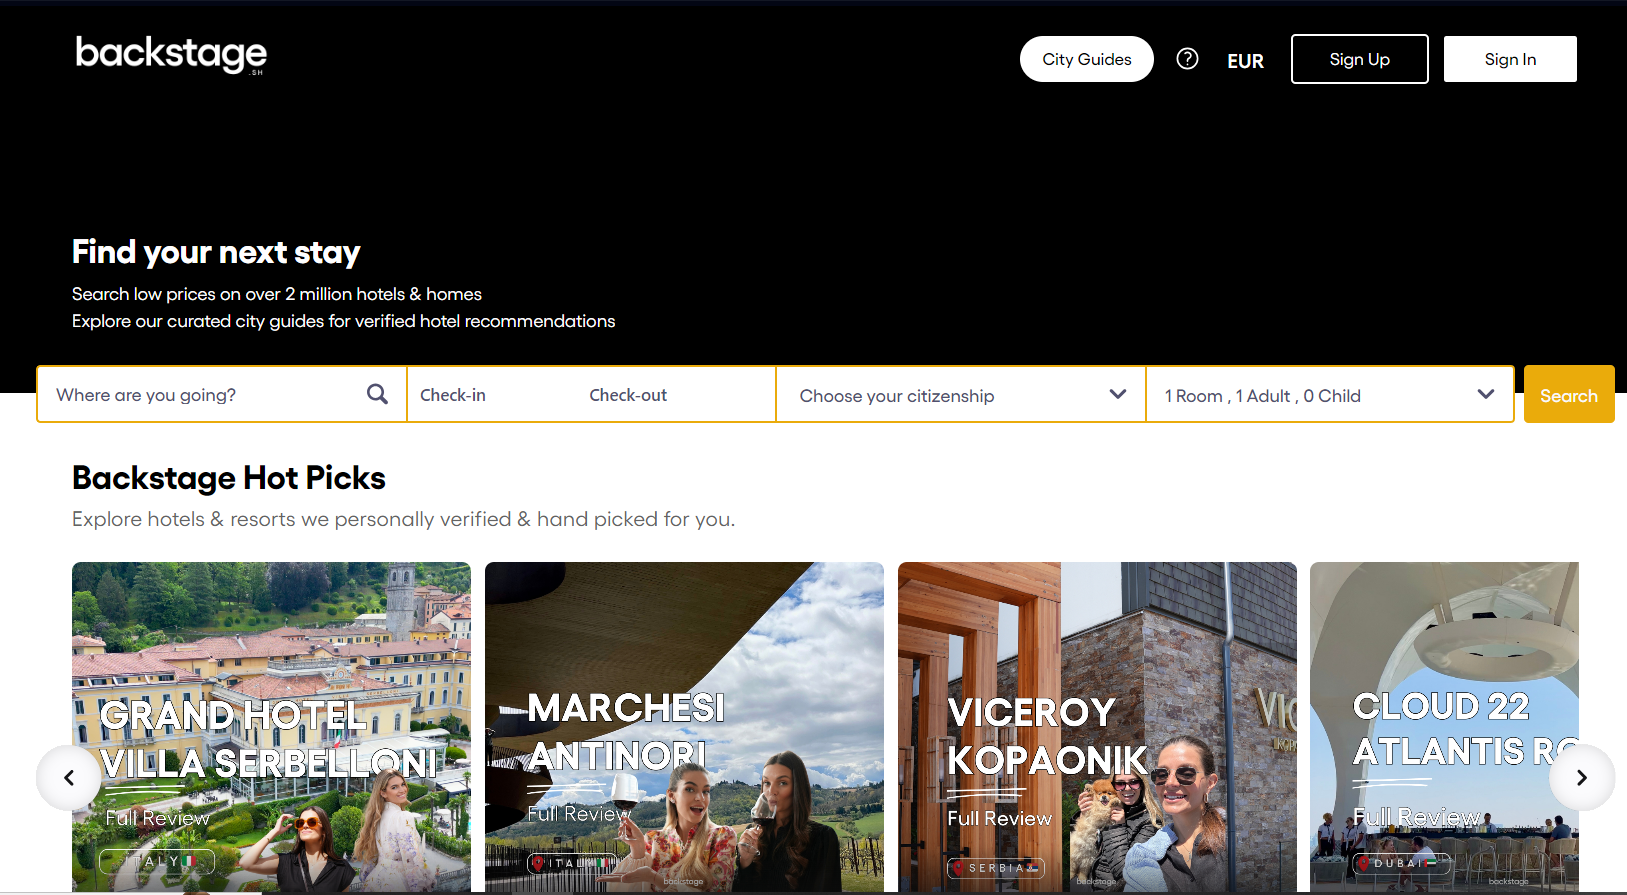 backstage
.SH
City Guides
?
EUR
Sign Up
Sign In
Find your next stay
Search low prices on over 2 million hotels & homes
Explore our curated city guides for verified hotel recommendations
Where are you going?
Check-in
Check-out
Choose your citizenship
1 Room , 1 Adult , 0 Child
Search
Backstage Hot Picks
Explore hotels & resorts we personally verified & hand picked for you.
GRAND HOTEL
VILLA SERBELLONI
Full Review
ITALY
MARCHESI
ANTINORI
Full Review
ITALY
backstage
VICEROY
KOPAONIK
Full Review
SERBIA
backstage
CLOUD 22
ATLANTIS RO
Full Review
DUBAI
backstage